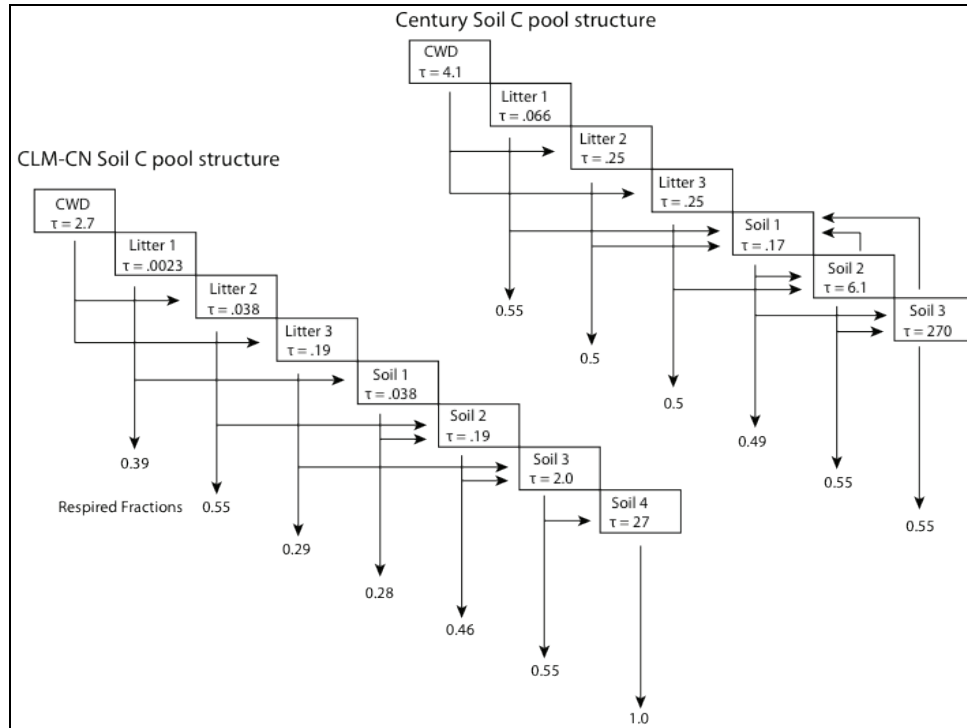 Century Soil C pool structure
CWD
τ = 4.1
Litter 1
τ = .066
Litter 2
τ = .25
Litter 3
τ = .25
Soil 1
τ = .17
Soil 2
τ = 6.1
Soil 3
τ = 270
0.55
0.5
0.5
0.49
0.55
0.55
CLM-CN Soil C pool structure
CWD
τ = 2.7
Litter 1
τ = .0023
Litter 2
τ = .038
Litter 3
τ = .19
Soil 1
τ = .038
Soil 2
τ = .19
Soil 3
τ = 2.0
Soil 4
τ = 27
0.39
Respired Fractions
0.55
0.29
0.28
0.46
0.55
1.0